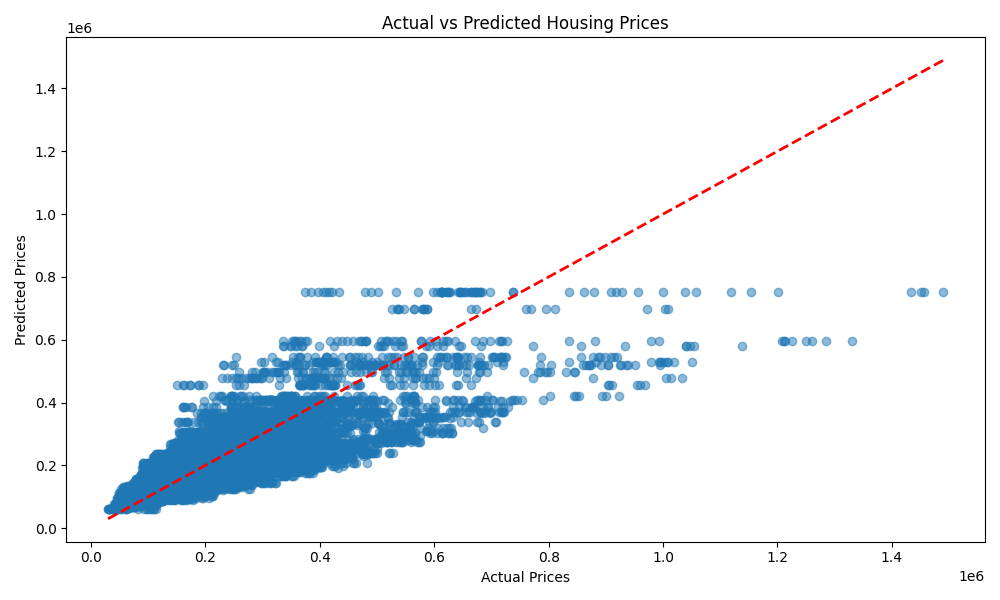 Actual vs Predicted Housing Prices
1e6
1.4
1.2
1.0
0.8
0.6
0.4
0.2
0.0
Predicted Prices
0.0 0.2 0.4 0.6 0.8 1.0 1.2 1.4
1e6
Actual Prices